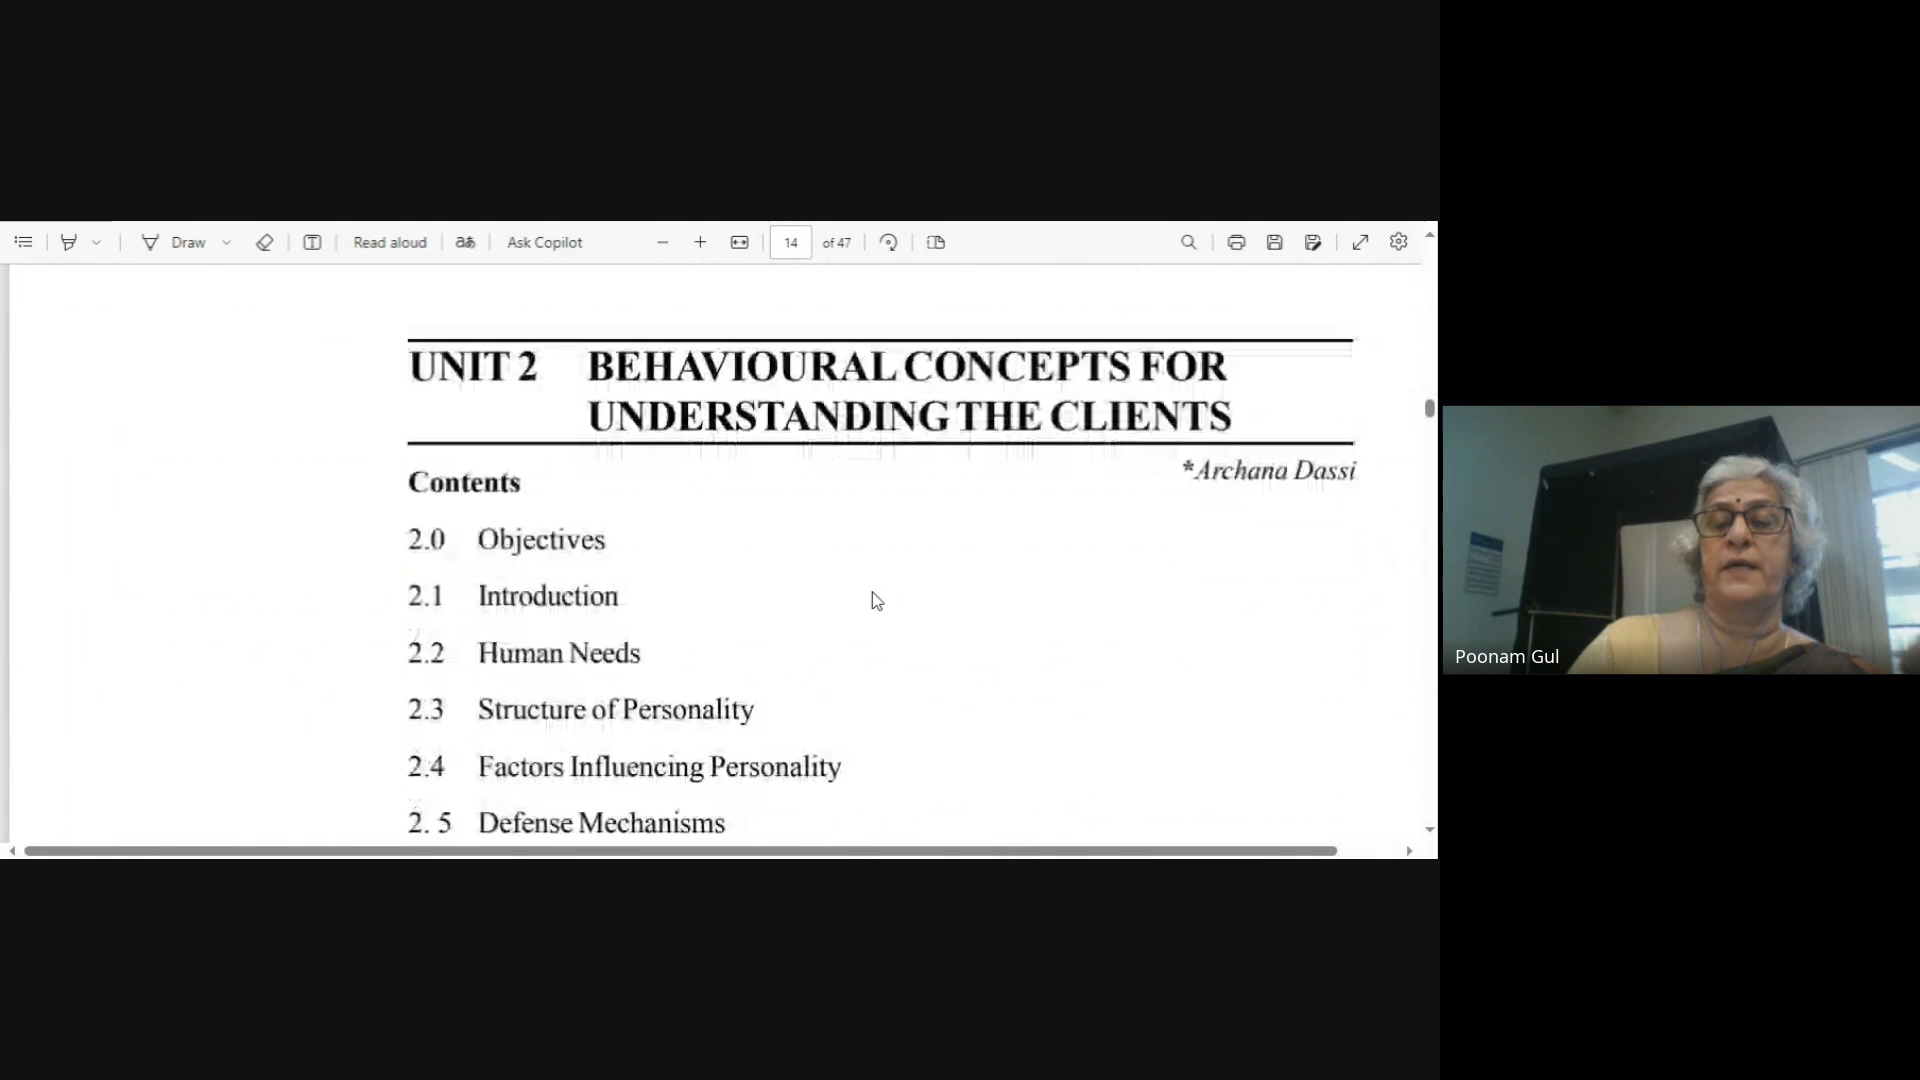 Draw
Read aloud
aあ
Ask Copilot
14 of 47
UNIT 2 BEHAVIOURAL CONCEPTS FOR
UNDERSTANDING THE CLIENTS
*Archana Dassi
Contents
2.0 Objectives
2.1 Introduction
2.2 Human Needs
2.3 Structure of Personality
2.4 Factors Influencing Personality
2. 5 Defense Mechanisms
Poonam Gul